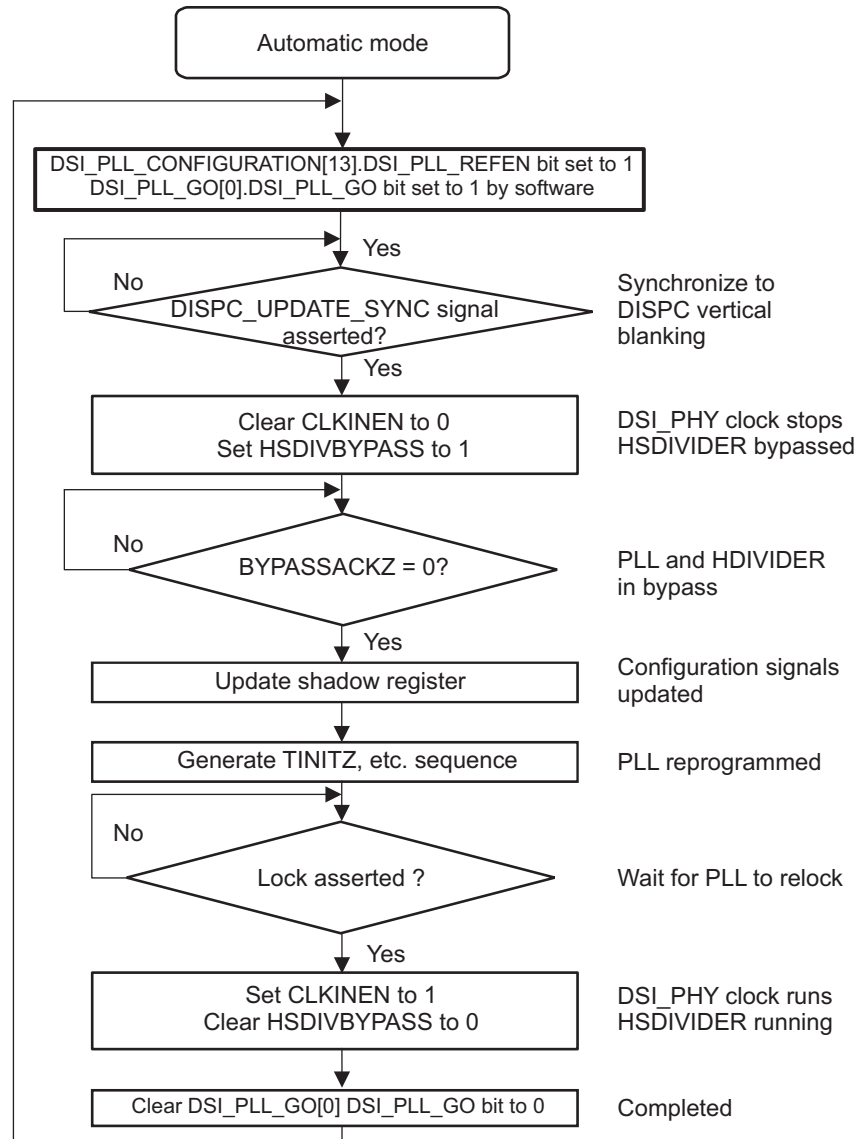 Automatic mode
DSI_PLL_CONFIGURATION[13].DSI_PLL_REFEN bit set to 1
DSI_PLL_GO[0].DSI_PLL_GO bit set to 1 by software
Yes
No
DISPC_UPDATE_SYNC signal
asserted?
Synchronize to
DISPC vertical
blanking
Yes
Clear CLKINEN to 0
Set HSDIVBYPASS to 1
DSI_PHY clock stops
HSDIVIDER bypassed
No
BYPASSACKZ = 0?
PLL and HDIVIDER
in bypass
Yes
Update shadow register
Configuration signals
updated
Generate TINITZ, etc. sequence
PLL reprogrammed
No
Lock asserted ?
Wait for PLL to relock
Yes
Set CLKINEN to 1
Clear HSDIVBYPASS to 0
DSI_PHY clock runs
HSDIVIDER running
Clear DSI_PLL_GO[0] DSI_PLL_GO bit to 0
Completed